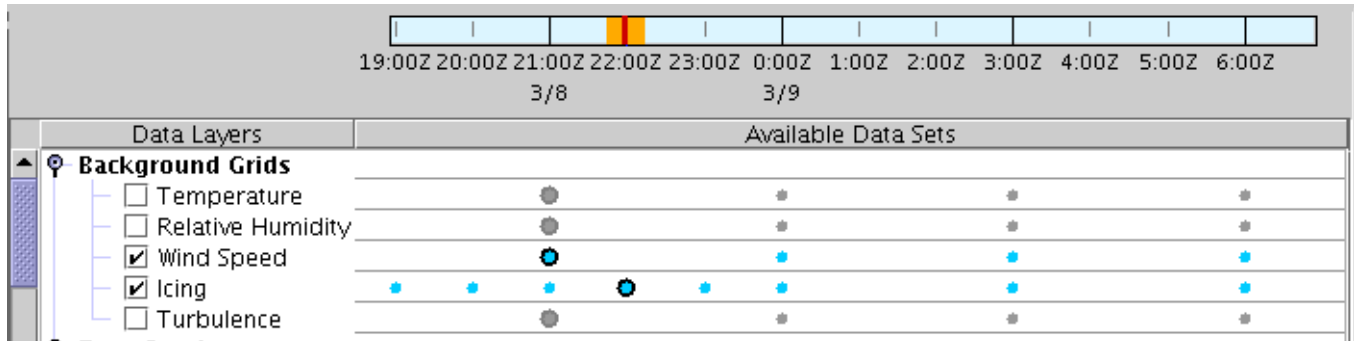 19:00Z 20:00Z 21:00Z 22:00Z 23:00Z 0:00Z 1:00Z 2:00Z 3:00Z 4:00Z 5:00Z 6:00Z
3/8 3/9
Data Layers Available Data Sets
Background Grids
Temperature
Relative Humidity
Wind Speed
Icing
Turbulence